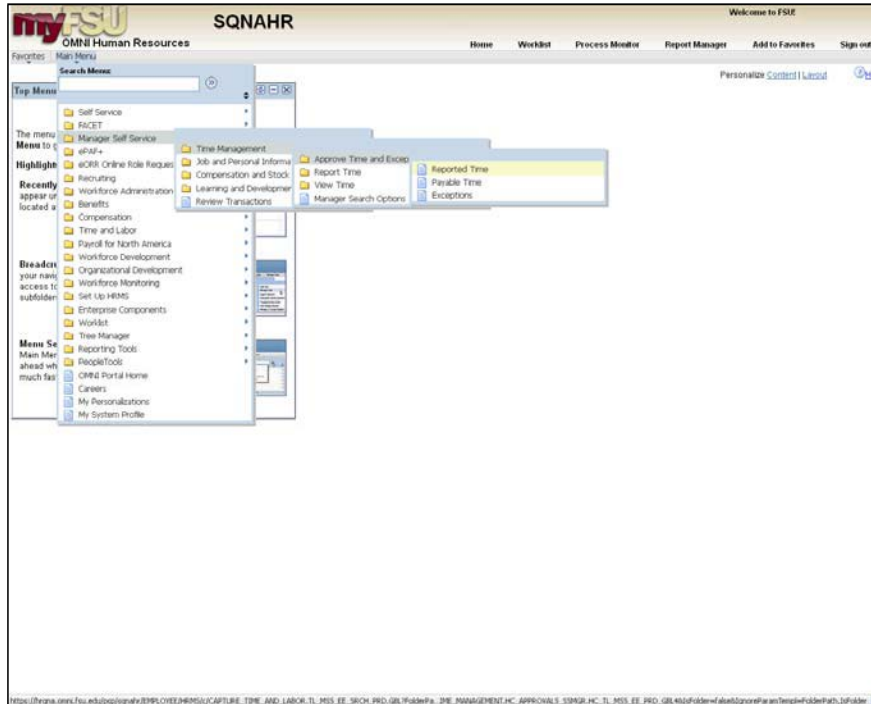 myFSU
SQNAHR
Welcome to FSU!
OMNI Human Resources
Home Worklist Process Monitor Report Manager Add to Favorites Sign out
Favorites Main Menu
Search Menu:
Personalize Content | Layout
Top Menu
Self Service
FACET
The menu
Manager Self Service
Menu to
ePAF+
Highlight
eORR Online Role Reques
Recently
Recruiting
appear
Workforce Administration
located
Benefits
Time Management
Job and Personal Informa
Compensation and Stock
Learning and Developmen
Review Transactions
Approve Time and Excep
Report Time
View Time
Manager Search Options
Reported Time
Payable Time
Exceptions
Compensation
Time and Labor
Payroll for North America
Workforce Development
Breadcru
Organizational Development
your navig
Workforce Monitoring
access to
Set Up HRMS
subfolder
Enterprise Components
Worklist
Tree Manager
Menu Se
Reporting Tools
Main Mer
PeopleTools
ahead wh
OMNI Portal Home
much fas
Careers
My Personalizations
My System Profile